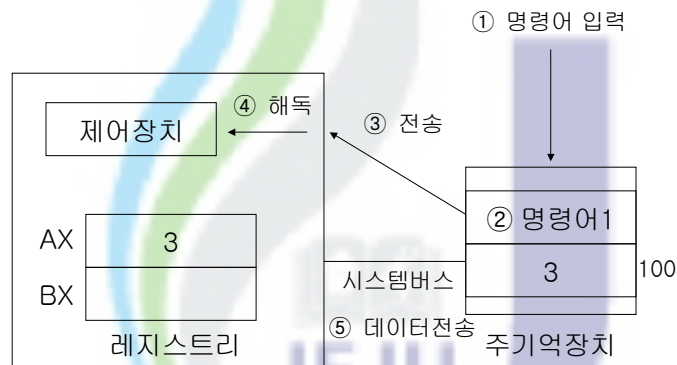 ① 명령어 입력
④ 해독
③ 전송
제어장치
② 명령어1
AX 3
3 100
시스템버스
BX
⑤ 데이터전송
레지스트리
주기억장치